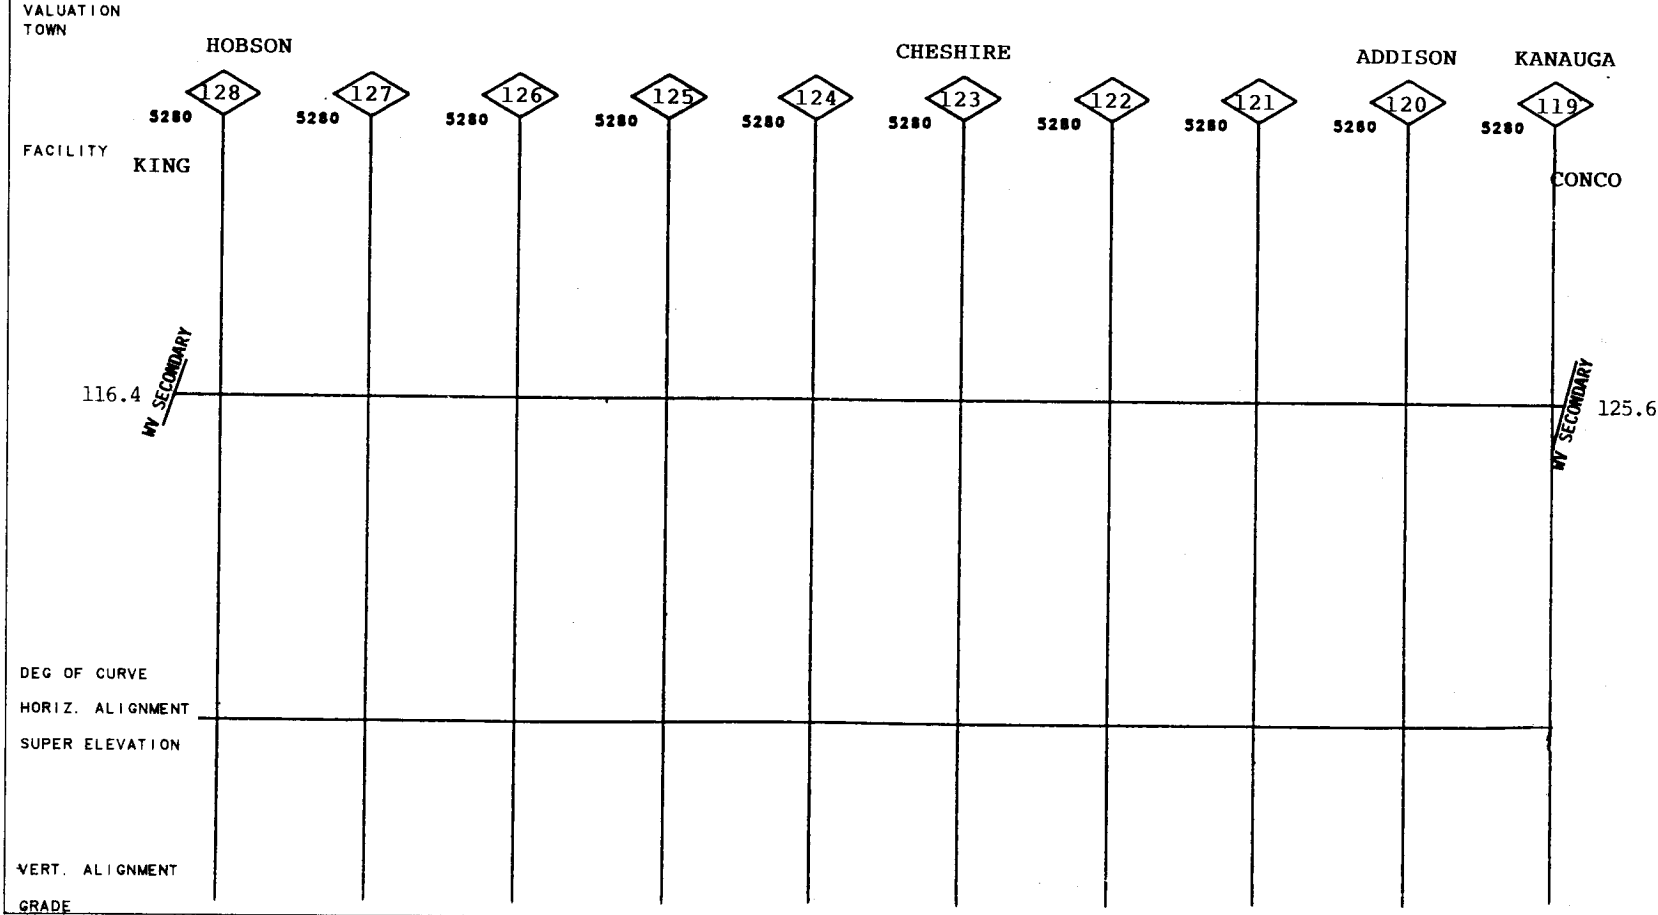 VALUATION
TOWN
HOBSON CHESHIRE ADDISON KANAUGA
128 127 126 125 124 123 122 121 120 119
5280 5280 5280 5280 5280 5280 5280 5280 5280 5280
FACILITY KING CONCO
116.4 WV SECONDARY WV SECONDARY 125.6
DEG OF CURVE
HORIZ. ALIGNMENT
SUPER ELEVATION
VERT. ALIGNMENT
GRADE